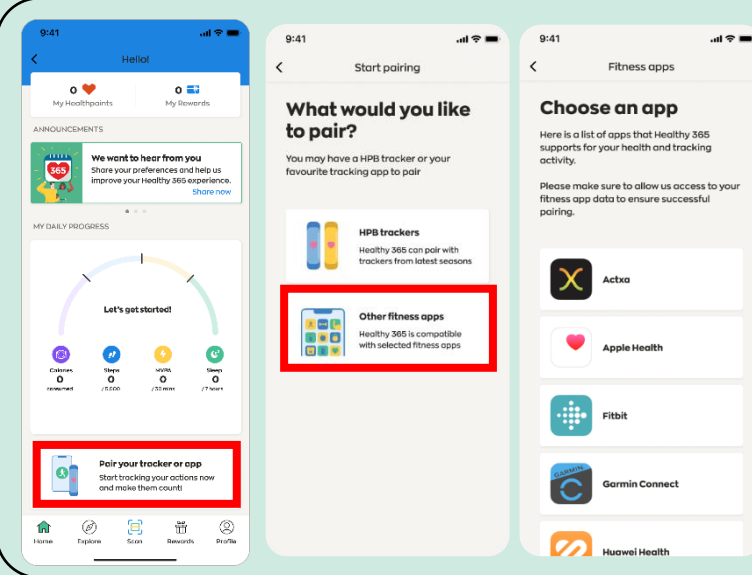 9:41
Hello!
0
My Healthpoints
0
My Rewards
ANNOUNCEMENTS
365
We want to hear from you
Share your preferences and help us
improve your Healthy 365 experience.
Share now
MY DAILY PROGRESS
Let's get started!
Calories
0
consumed
Steps
0
/5,000
MVPA
0
/30 mins
Sleep
0
/7 hours
Pair your tracker or app
Start tracking your actions now
and make them count!
Home
Explore
Scan
Rewards
Profile
9:41
Start pairing
What would you like
to pair?
You may have a HPB tracker or your
favourite tracking app to pair
HPB trackers
Healthy 365 can pair with
trackers from latest seasons
Other fitness apps
Healthy 365 is compatible
with selected fitness apps
9:41
Fitness apps
Choose an app
Here is a list of apps that Healthy 365
supports for your health and tracking
activity.
Please make sure to allow us access to your
fitness app data to ensure successful
pairing.
Actxa
Apple Health
Fitbit
GARMIN
Garmin Connect
Huawei Health